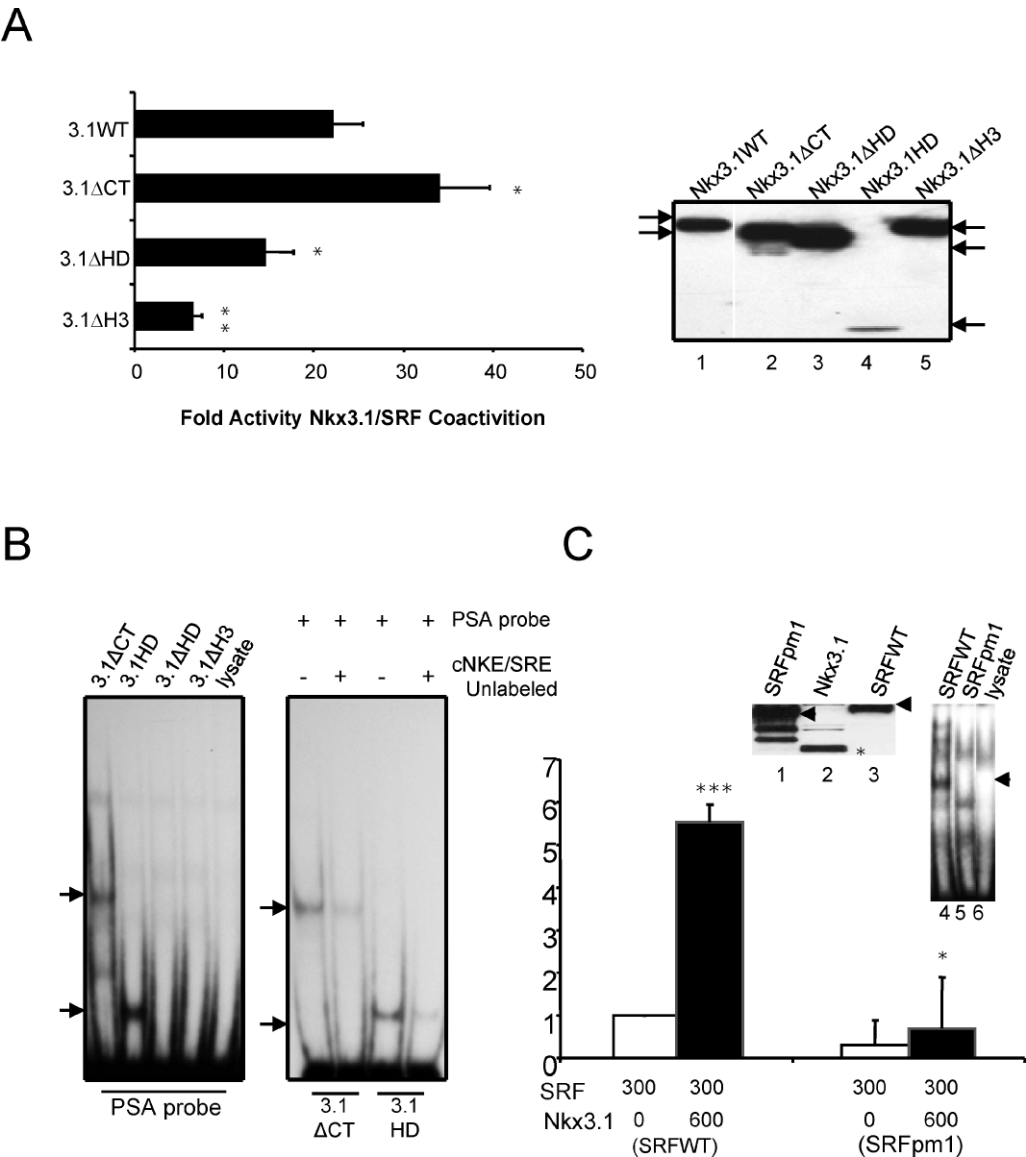 A
3.1WT
3.1ΔCT
*
3.1ΔHD
*
3.1ΔH3
*
*
0 10 20 30 40 50
Fold Activity Nkx3.1/SRF Coactivition
Nkx3.1WT
Nkx3.1ΔCT
Nkx3.1ΔHD
Nkx3.1HD
Nkx3.1ΔH3
1 2 3 4 5
B
3.1ΔCT
3.1HD
3.1ΔHD
3.1ΔH3
lysate
PSA probe
+ + + + PSA probe
cNKE/SRE
- + - + Unlabeled
3.1
ΔCT
3.1
HD
C
SRFpm1
Nkx3.1
SRFWT
*
1 2 3
SRFWT
SRFpm1
lysate
4 5 6
7
6
5
4
3
2
1
0
***
*
SRF 300 300 300 300
Nkx3.1 0 600 0 600
(SRFWT) (SRFpm1)